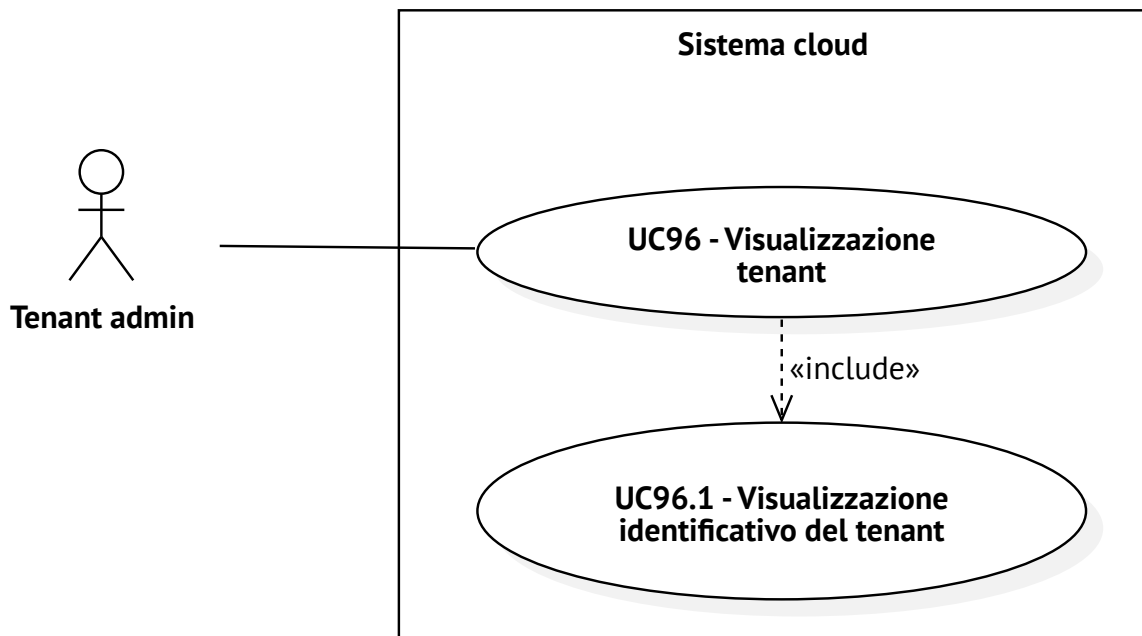 Sistema cloud
UC96 - Visualizzazione
tenant
Tenant admin
«include»
UC96.1 - Visualizzazione
identificativo del tenant